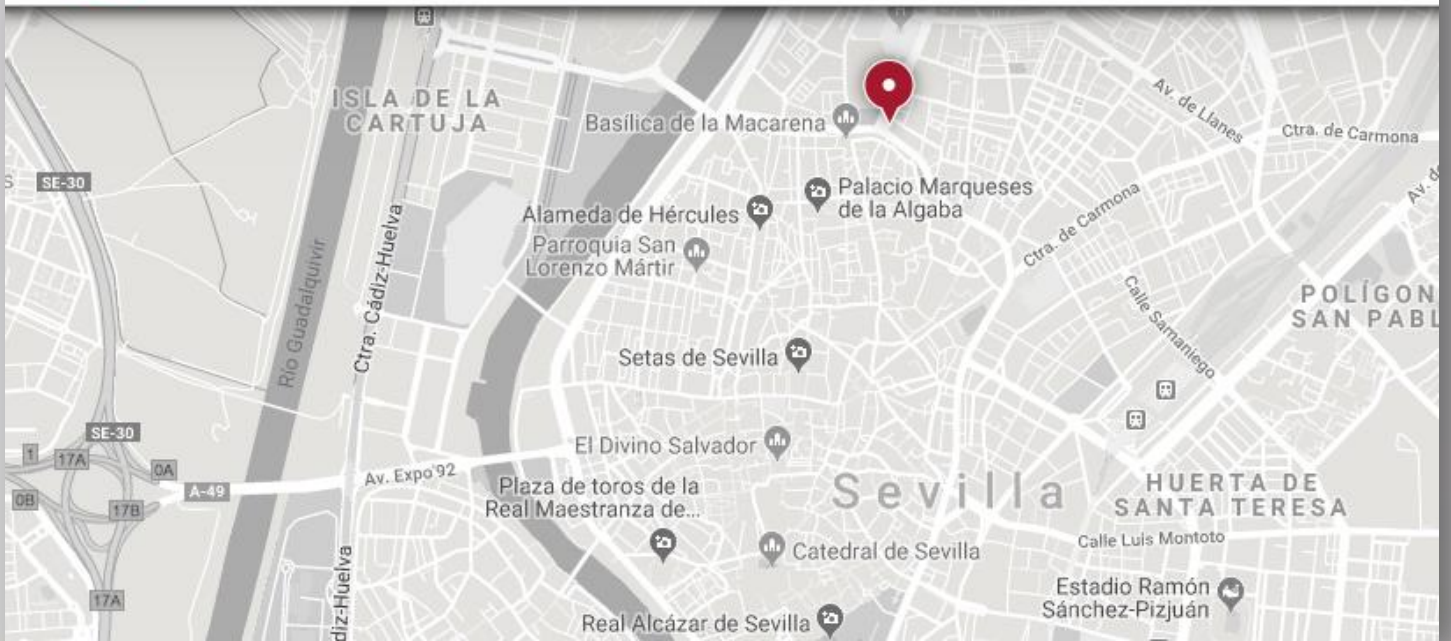 H
ISLA DE LA
CARTUJA
Basílica de la Macarena
Av. de Llanes
Ctra. de Carmona
SE-30
S
Palacio Marqueses
de la Algaba
Alameda de Hércules
Av. d
Ctra. de Carmona
Parroquia San
Lorenzo Mártir
Río Guadalquivir
Ctra. Cádiz-Huelva
Calle Samaniego
POLÍGON
SAN PABL
Setas de Sevilla
SE-30
1
17A
0A
El Divino Salvador
Av. Expo'92
A-49
0B
17B
Plaza de toros de la
Real Maestranza de...
Sevilla
HUERTA DE
SANTA TERESA
Calle Luis Montoto
Catedral de Sevilla
diz-Huelva
17A
Estadio Ramón
Sánchez-Pizjuán
Real Alcázar de Sevilla